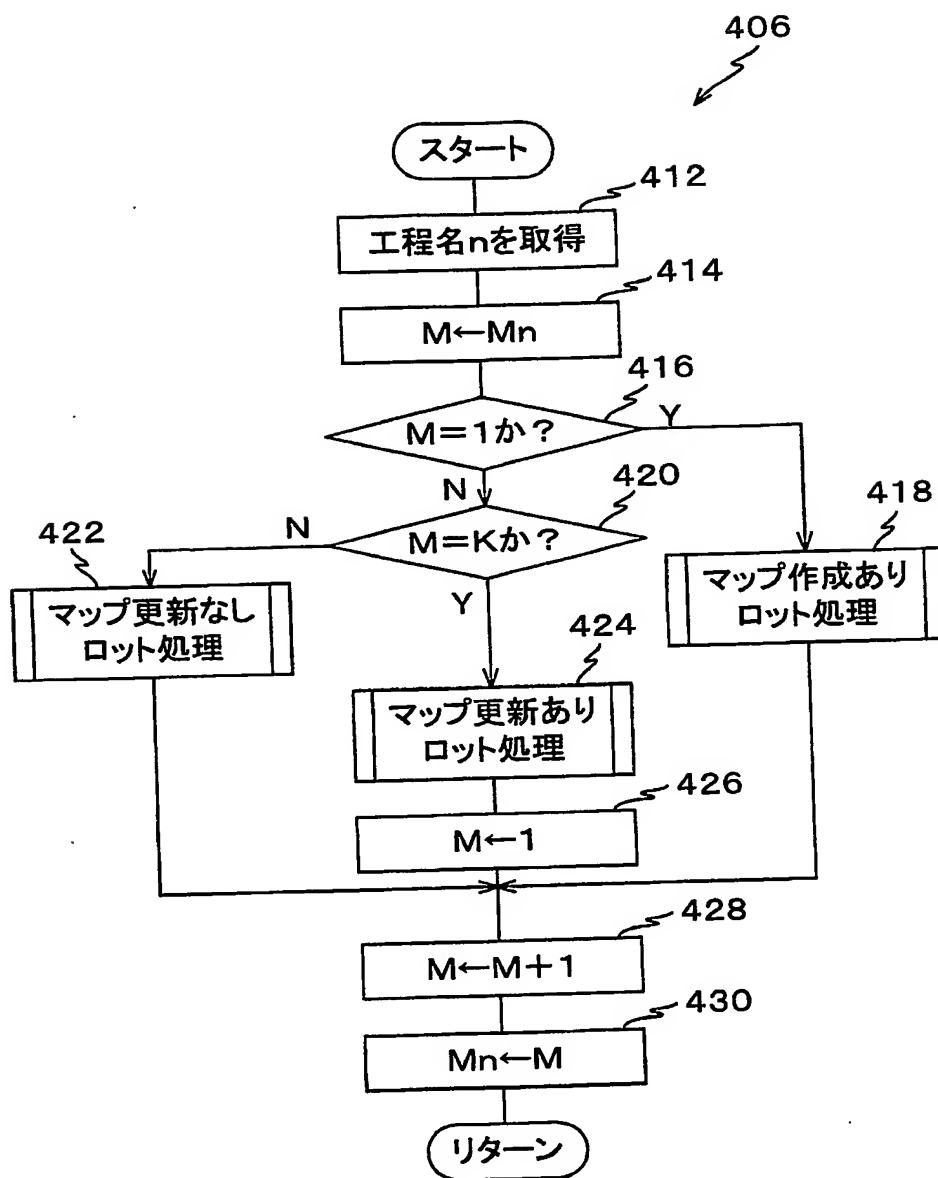 406
スタート
412
工程名nを取得
414
M←Mn
416
M=1か?
Y
N
420
M=Kか?
N
Y
422
マップ更新なし
ロット処理
418
マップ作成あり
ロット処理
424
マップ更新あり
ロット処理
426
M←1
428
M←M+1
430
Mn←M
リターン